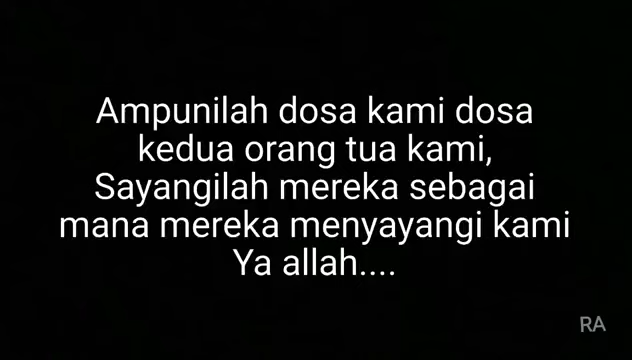 Ampunilah dosa kami dosa
kedua orang tua kami,
Sayangilah mereka sebagai
mana mereka menyayangi kami
Ya allah....
RA